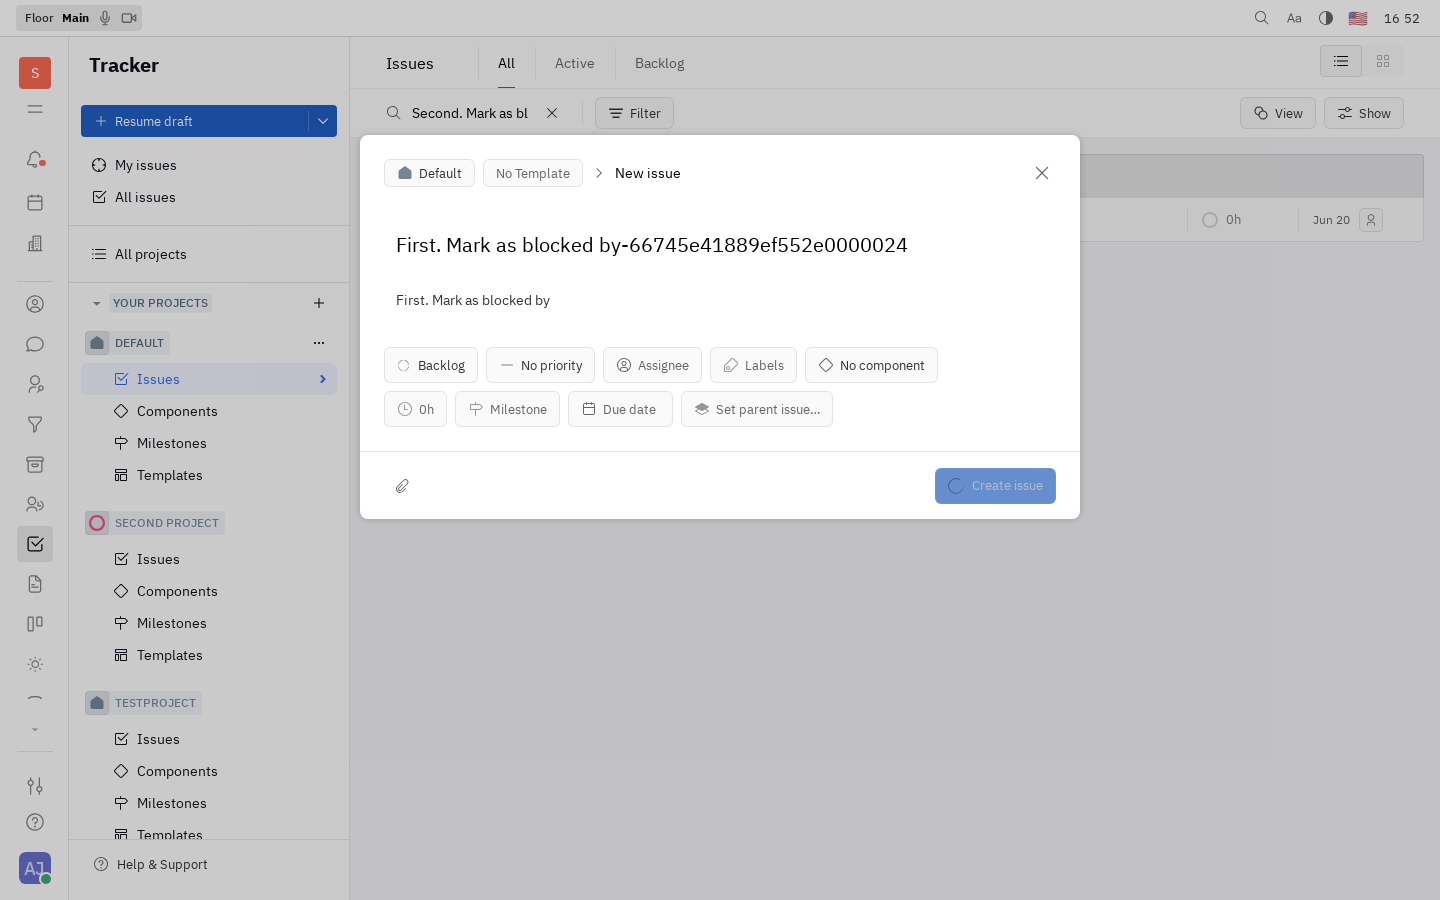 Floor Main
Aa
16 52
S
Tracker
Issues
All
Active
Backlog
Resume draft
Second. Mark as bl
Filter
View
Show
My issues
All issues
Default
No Template
New issue
0h
Jun 20
First. Mark as blocked by-66745e41889ef552e0000024
All projects
YOUR PROJECTS
First. Mark as blocked by
DEFAULT
Backlog
No priority
Assignee
Labels
No component
Issues
Components
0h
Milestone
Due date
Set parent issue...
Milestones
Templates
Create issue
SECOND PROJECT
Issues
Components
Milestones
Templates
TESTPROJECT
Issues
Components
Milestones
Templates
AJ
Help & Support